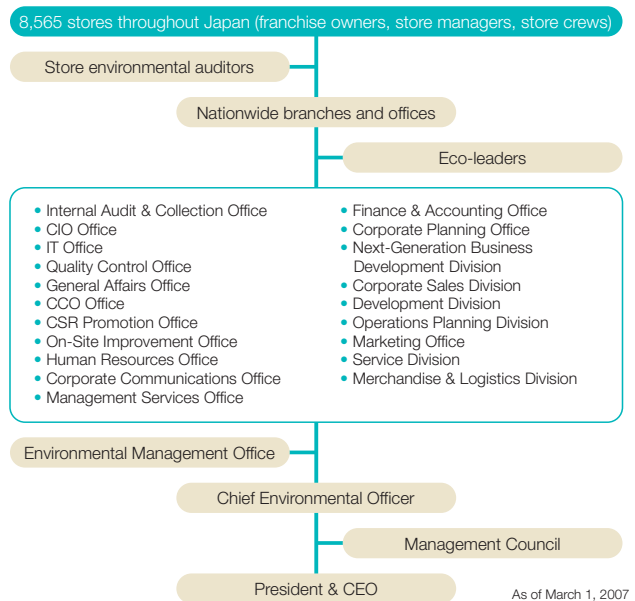 8,565 stores throughout Japan (franchise owners, store managers, store crews)
Store environmental auditors
Nationwide branches and offices
Eco-leaders
• Internal Audit & Collection Office
• CIO Office
• IT Office
• Quality Control Office
• General Affairs Office
• CCO Office
• CSR Promotion Office
• On-Site Improvement Office
• Human Resources Office
• Corporate Communications Office
• Management Services Office
• Finance & Accounting Office
• Corporate Planning Office
• Next-Generation Business
Development Division
• Corporate Sales Division
• Development Division
• Operations Planning Division
• Marketing Office
• Service Division
• Merchandise & Logistics Division
Environmental Management Office
Chief Environmental Officer
Management Council
President & CEO
As of March 1, 2007